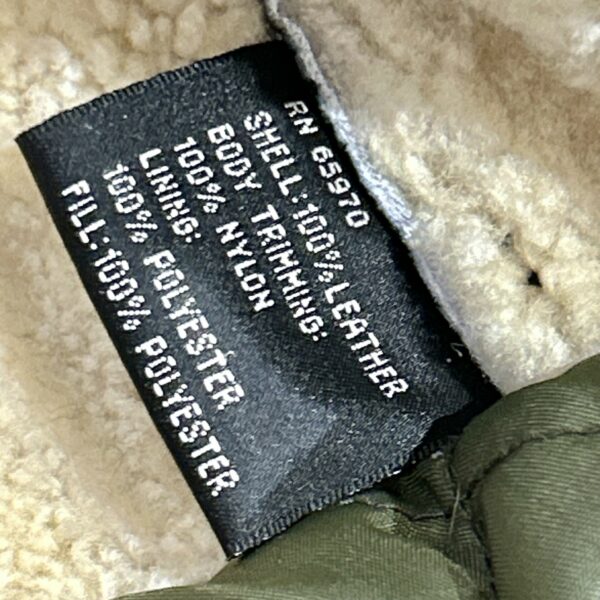 RN 65970
SHELL:100% LEATHER
BODY TRIMMING:
100% NYLON
LINING:
100% POLYESTER
FILL:100% POLYESTER